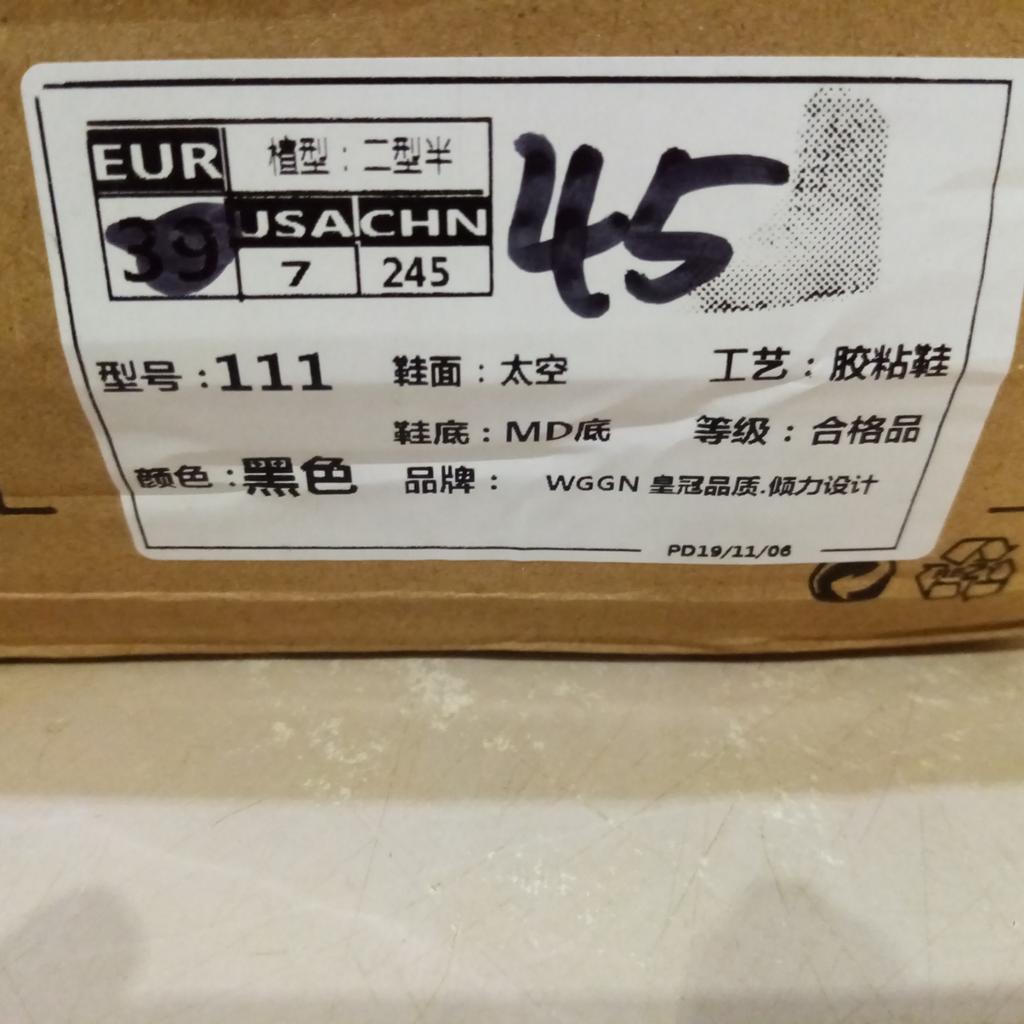 EUR 楦型：二型半
39 USA CHN
7 245
45
型号：111 鞋面：太空 工艺：胶粘鞋
鞋底：MD底 等级：合格品
颜色：黑色 品牌： WGGN 皇冠品质.倾力设计
PD19/11/06